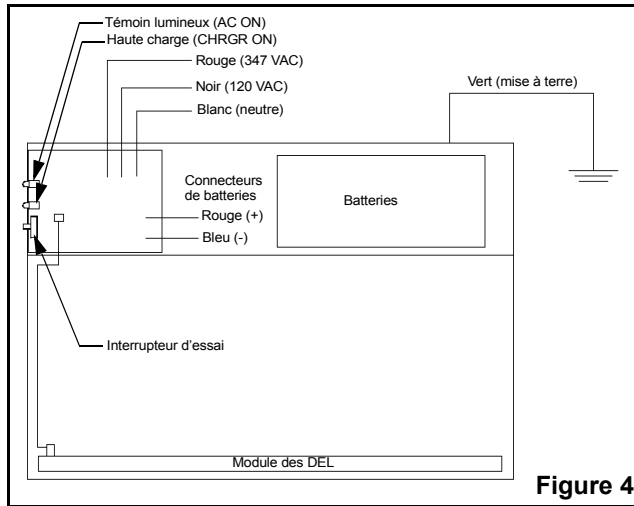 Témoin lumineux (AC ON)
Haute charge (CHRGR ON)
Rouge (347 VAC)
Noir (120 VAC)
Blanc (neutre)
Vert (mise à terre)
Connecteurs
de batteries
Rouge (+)
Bleu (-)
Batteries
Interrupteur d'essai
Module des DEL
Figure 4